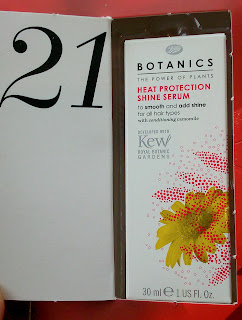 21
Boots
BOTANICS
THE POWER OF PLANTS
HEAT PROTECTION
SHINE SERUM
to smooth and add shine
for all hair types
with conditioning camomile
DEVELOPED WITH
Kew
ROYAL BOTANIC
GARDENS
30 ml e 1 US Fl. Oz.